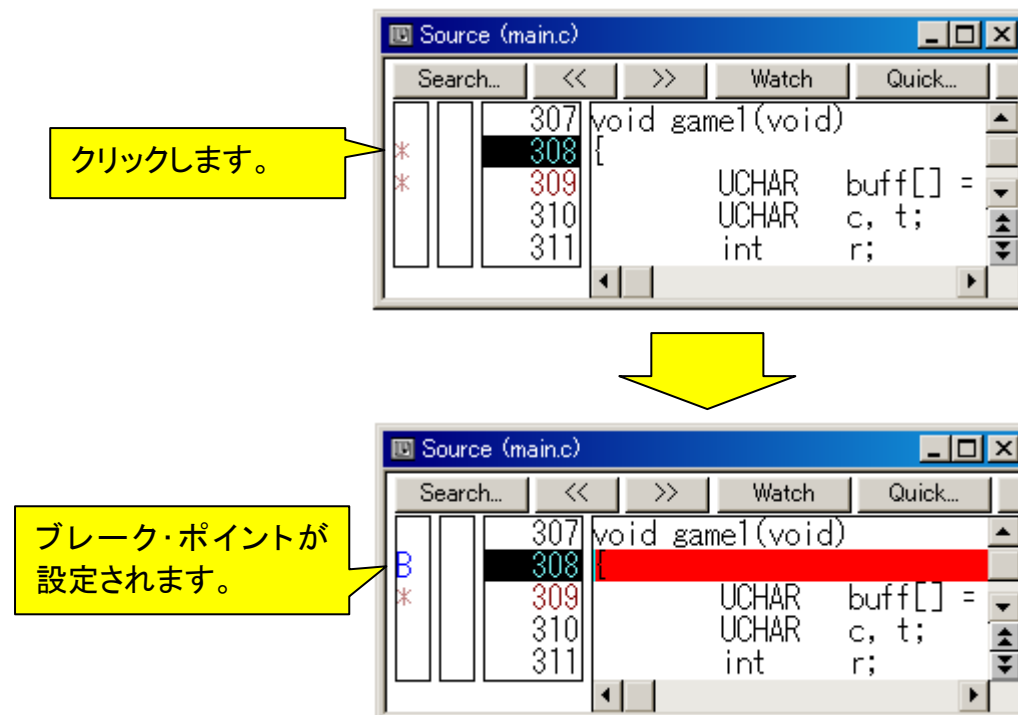 Source (main.c)
Search... << >> Watch Quick...
307 void game1(void)
* 308 {
* 309 UCHAR buff[] =
310 UCHAR c, t;
311 int r;
クリックします。
Source (main.c)
Search... << >> Watch Quick...
307 void game1(void)
B 308 {
* 309 UCHAR buff[] =
310 UCHAR c, t;
311 int r;
ブレーク・ポイントが
設定されます。